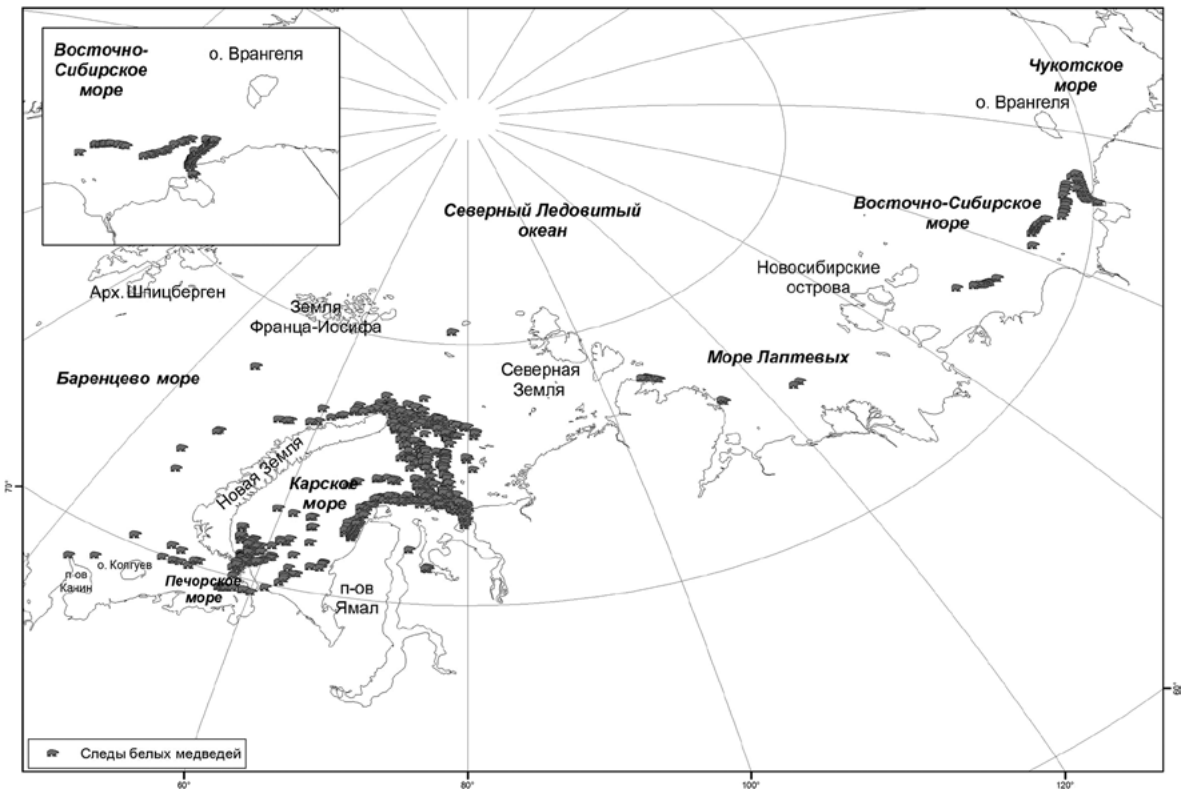 Восточно-
Сибирское
море
о. Врангеля
Чукотское
море
о. Врангеля
Северный Ледовитый
океан
Восточно-Сибирское
море
Арх. Шпицберген
Земля
Франца-Иосифа
Новосибирские
острова
Баренцево море
Северная
Земля
Море Лаптевых
Новая Земля
Карское
море
70°
п-ов
Канин
о. Колгуев
Печорское
море
п-ов
Ямал
60°
Следы белых медведей
60°
80°
100°
120°